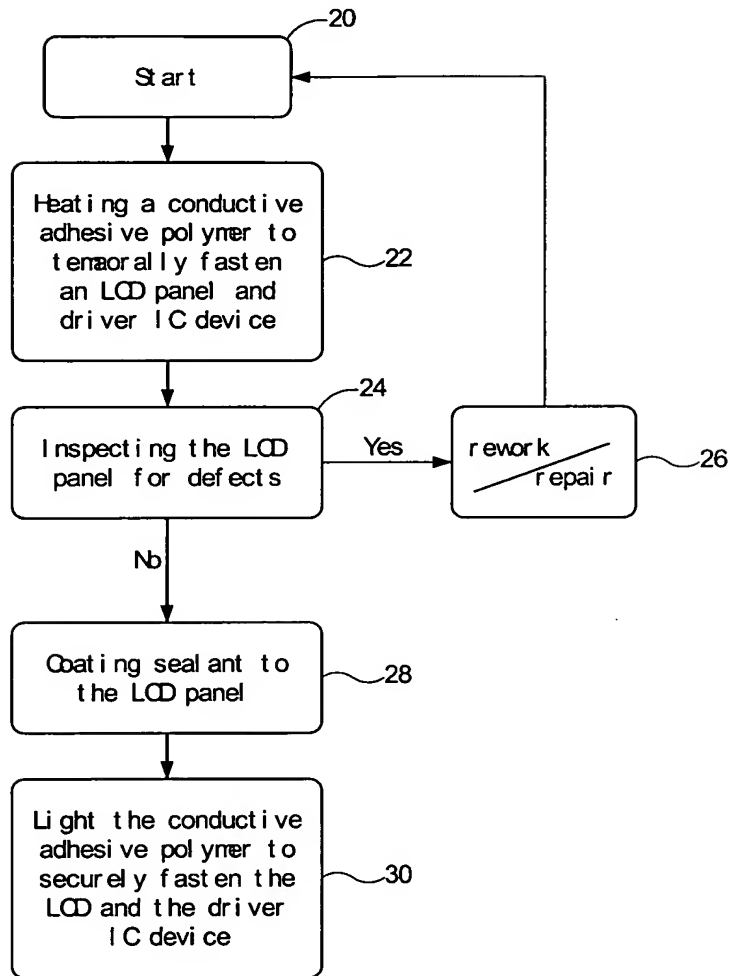 20
Start
Heating a conductive
adhesive polymer to
temaorally fasten
an LCD panel and
driver IC device
22
24
Inspecting the LCD
panel for defects
Yes
rework
repair
26
No
Coating sealant to
the LCD panel
28
Light the conductive
adhesive polymer to
securely fasten the
LCD and the driver
IC device
30